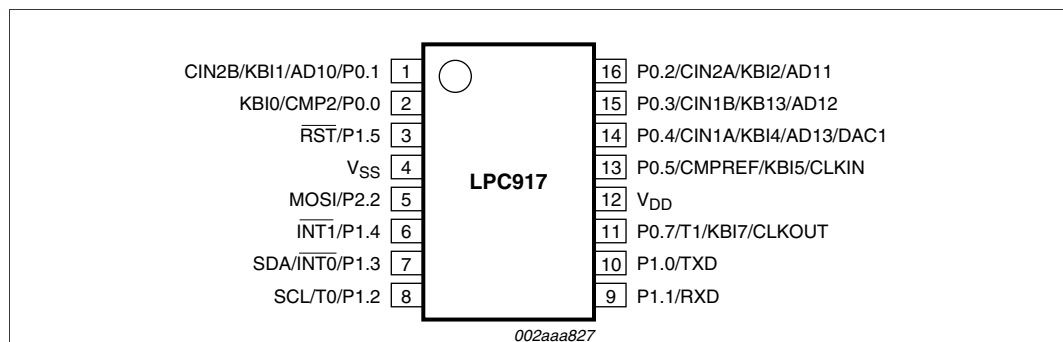 CIN2B/KBI1/AD10/P0.1 1
KBI0/CMP2/P0.0 2
R̅S̅T̅/P1.5 3
VSS 4
MOSI/P2.2 5
I̅N̅T̅1̅/P1.4 6
SDA/I̅N̅T̅0̅/P1.3 7
SCL/T0/P1.2 8
LPC917
16 P0.2/CIN2A/KBI2/AD11
15 P0.3/CIN1B/KB13/AD12
14 P0.4/CIN1A/KBI4/AD13/DAC1
13 P0.5/CMPREF/KBI5/CLKIN
12 VDD
11 P0.7/T1/KBI7/CLKOUT
10 P1.0/TXD
9 P1.1/RXD
002aaa827